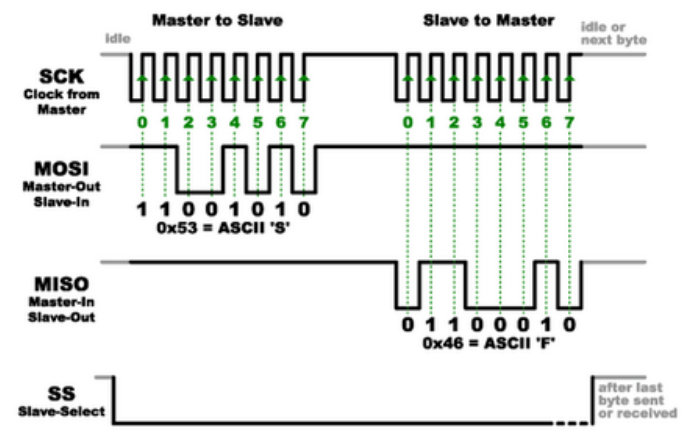 Master to Slave
Slave to Master
idle
idle or
next byte
SCK
Clock from
Master
0 1 2 3 4 5 6 7
0 1 2 3 4 5 6 7
MOSI
Master-Out
Slave-In
1 1 0 0 1 0 1 0
0x53 = ASCII 'S'
MISO
Master-In
Slave-Out
0 1 1 0 0 0 1 0
0x46 = ASCII 'F'
SS
Slave-Select
after last
byte sent
or received